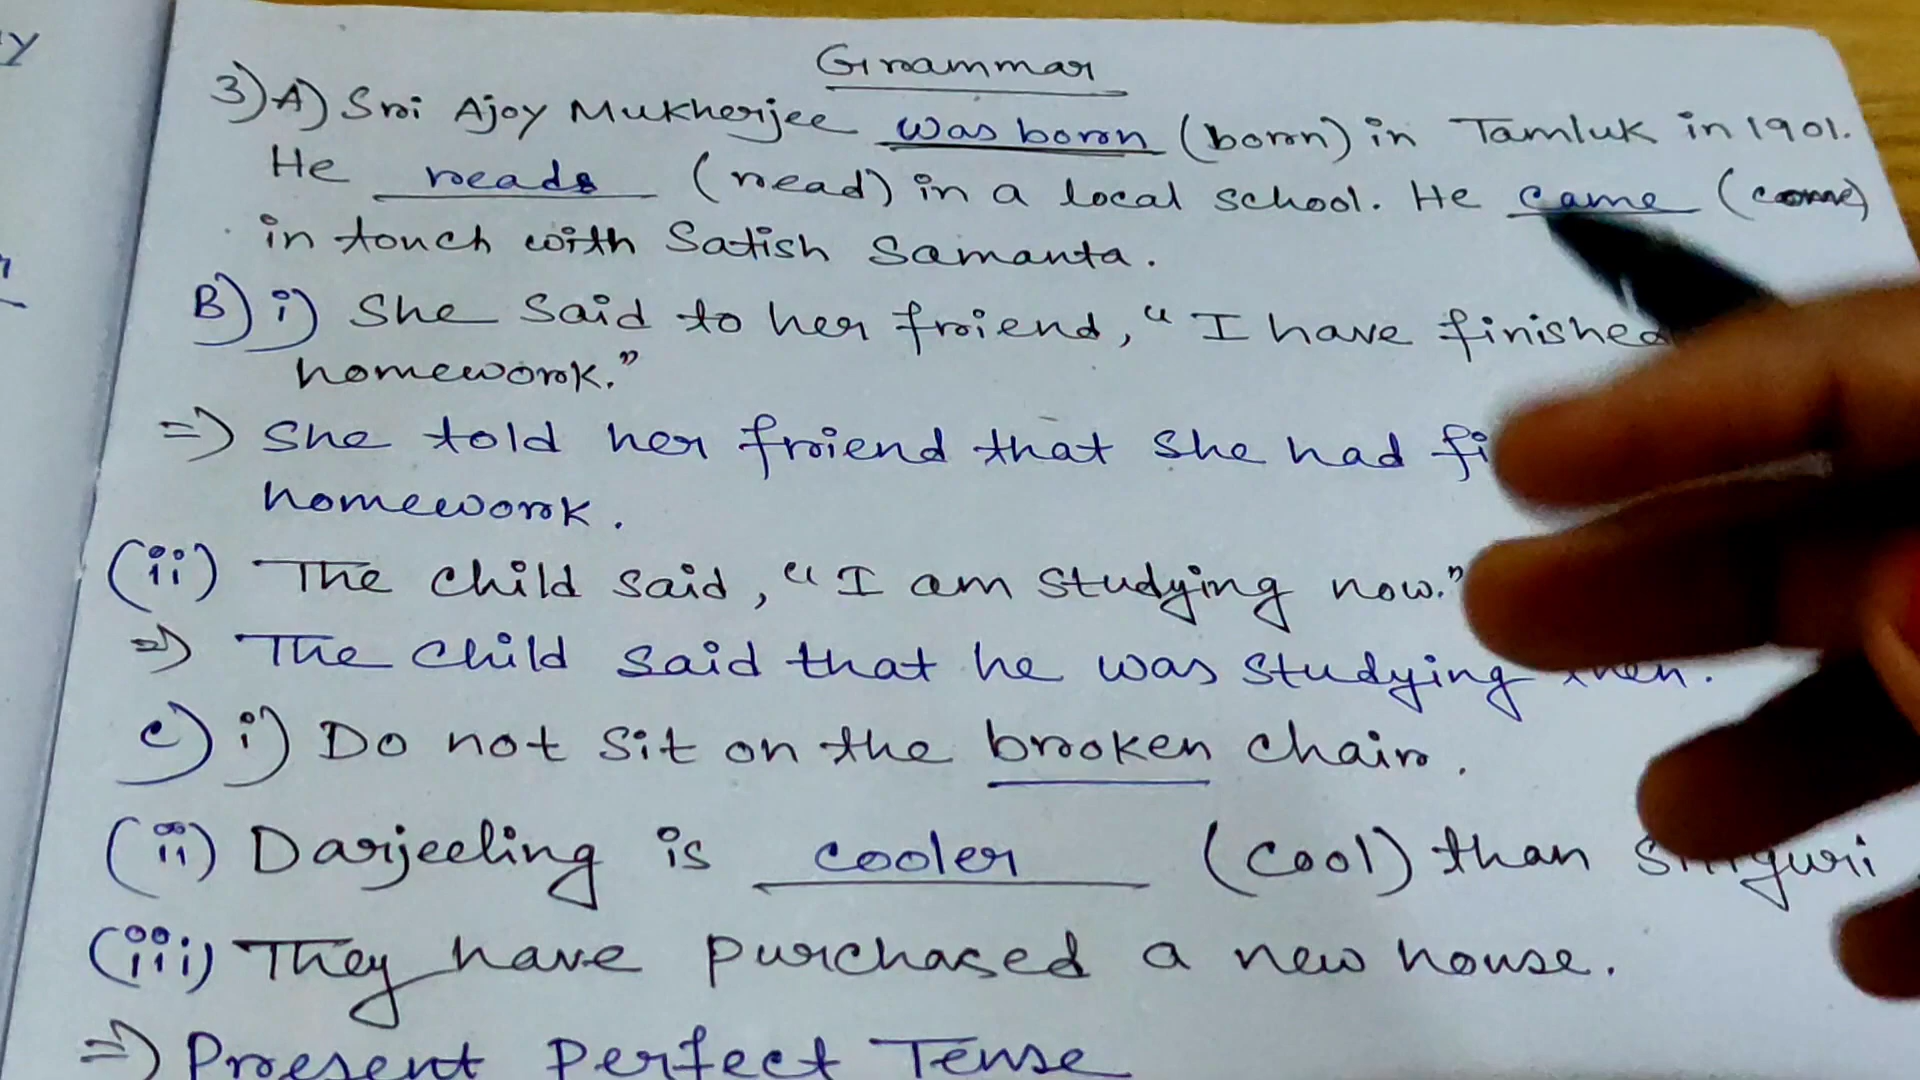 Grammar
3) A) Sri Ajoy Mukherjee was born (born) in Tamluk in 1901.
He reads (read) in a local school. He came (come)
in touch with Satish Samanta.
B) i) She said to her friend, "I have finished
homework."
=> She told her friend that she had
homework.
(ii) The child said, "I am studying now."
=> The child said that he was studying then.
C) i) Do not sit on the broken chair.
(ii) Darjeeling is cooler (cool) than Siliguri
(iii) They have purchased a new house.
=> Present Perfect Tense